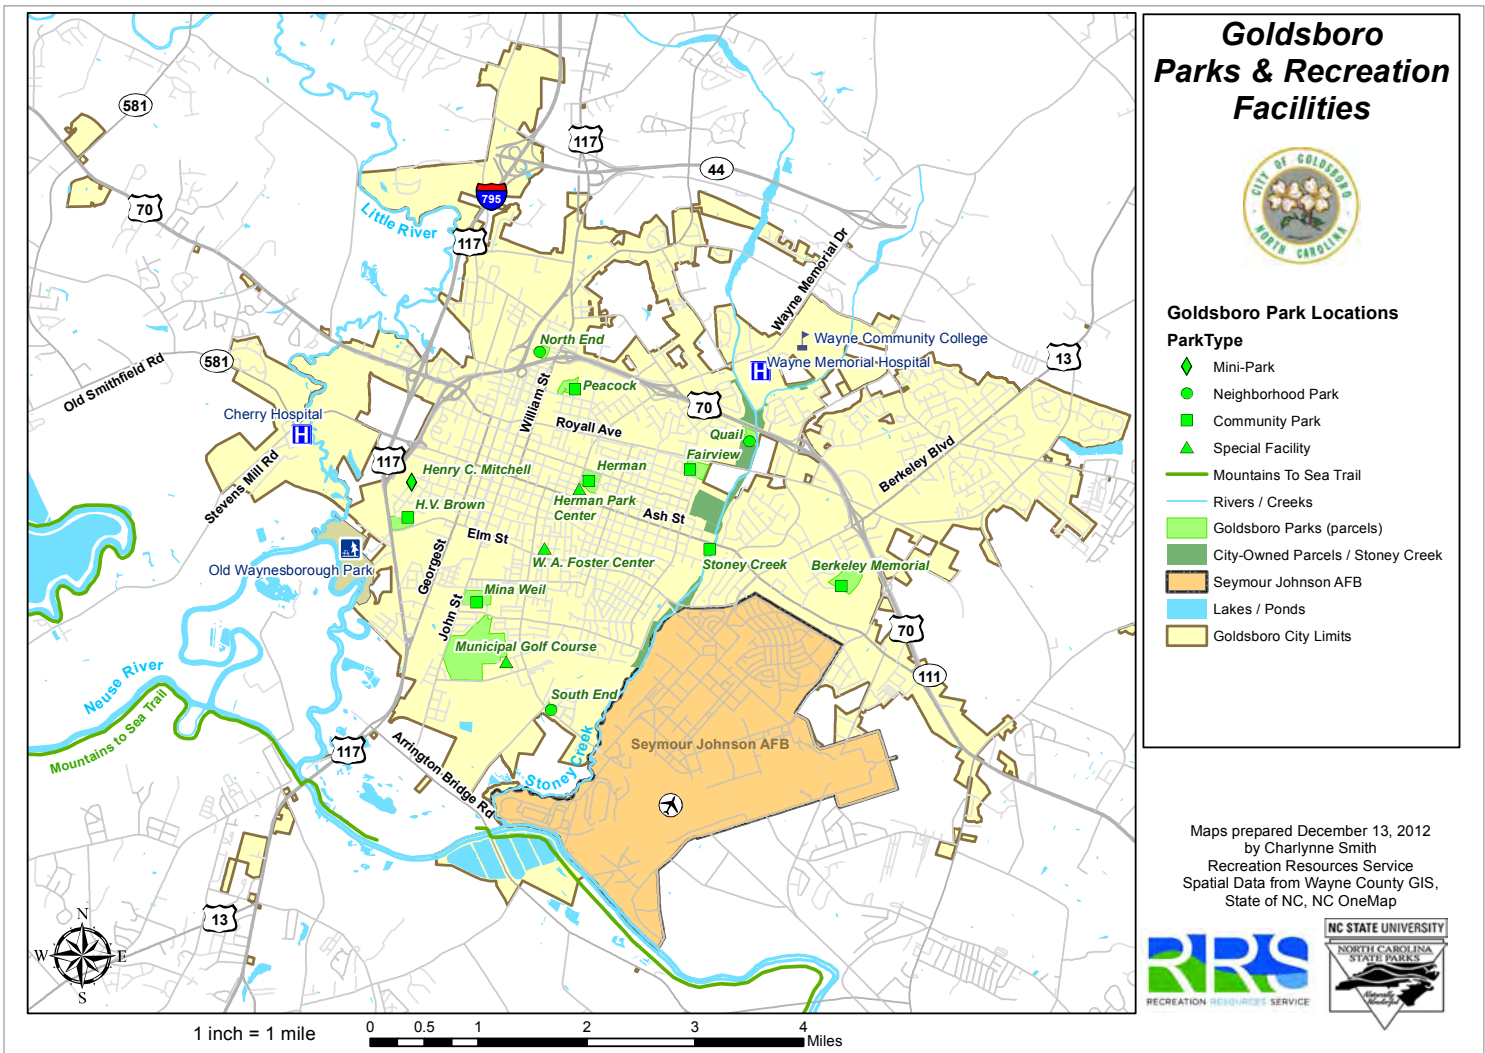 Goldsboro
Parks & Recreation
Facilities
CITY OF GOLDSBORO
NORTH CAROLINA
Goldsboro Park Locations
ParkType
Mini-Park
Neighborhood Park
Community Park
Special Facility
Mountains To Sea Trail
Rivers / Creeks
Goldsboro Parks (parcels)
City-Owned Parcels / Stoney Creek
Seymour Johnson AFB
Lakes / Ponds
Goldsboro City Limits
Maps prepared December 13, 2012
by Charlynne Smith
Recreation Resources Service
Spatial Data from Wayne County GIS,
State of NC, NC OneMap
RRS
RECREATION RESOURCES SERVICE
NC STATE UNIVERSITY
NORTH CAROLINA
STATE PARKS
Naturally
Wonderful
581
117
44
70
795
Little River
117
Wayne Memorial Dr
North End
Wayne Community College
Wayne Memorial Hospital
13
581
Old Smithfield Rd
Peacock
William St
70
Cherry Hospital
H
H
Royall Ave
Quail
Fairview
Berkeley Blvd
117
Henry C. Mitchell
Herman
Stevens Mill Rd
H.V. Brown
Herman Park
Center
Ash St
Elm St
Old Waynesborough Park
GeorgeSt
W. A. Foster Center
Stoney Creek
Berkeley Memorial
Mina Weil
John St
Municipal Golf Course
70
111
Neuse River
Mountains to Sea Trail
South End
117
Arrington Bridge Rd
Stoney Creek
Seymour Johnson AFB
13
N
W
E
S
1 inch = 1 mile
0 0.5 1 2 3 4
Miles